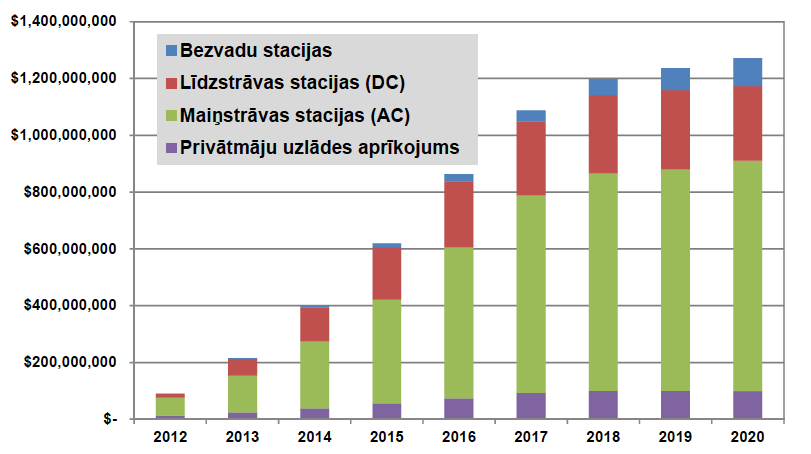 $1,400,000,000
$1,200,000,000
$1,000,000,000
$800,000,000
$600,000,000
$400,000,000
$200,000,000
$-
Bezvadu stacijas
Līdzstrāvas stacijas (DC)
Maiņstrāvas stacijas (AC)
Privātmāju uzlādes aprīkojums
2012 2013 2014 2015 2016 2017 2018 2019 2020